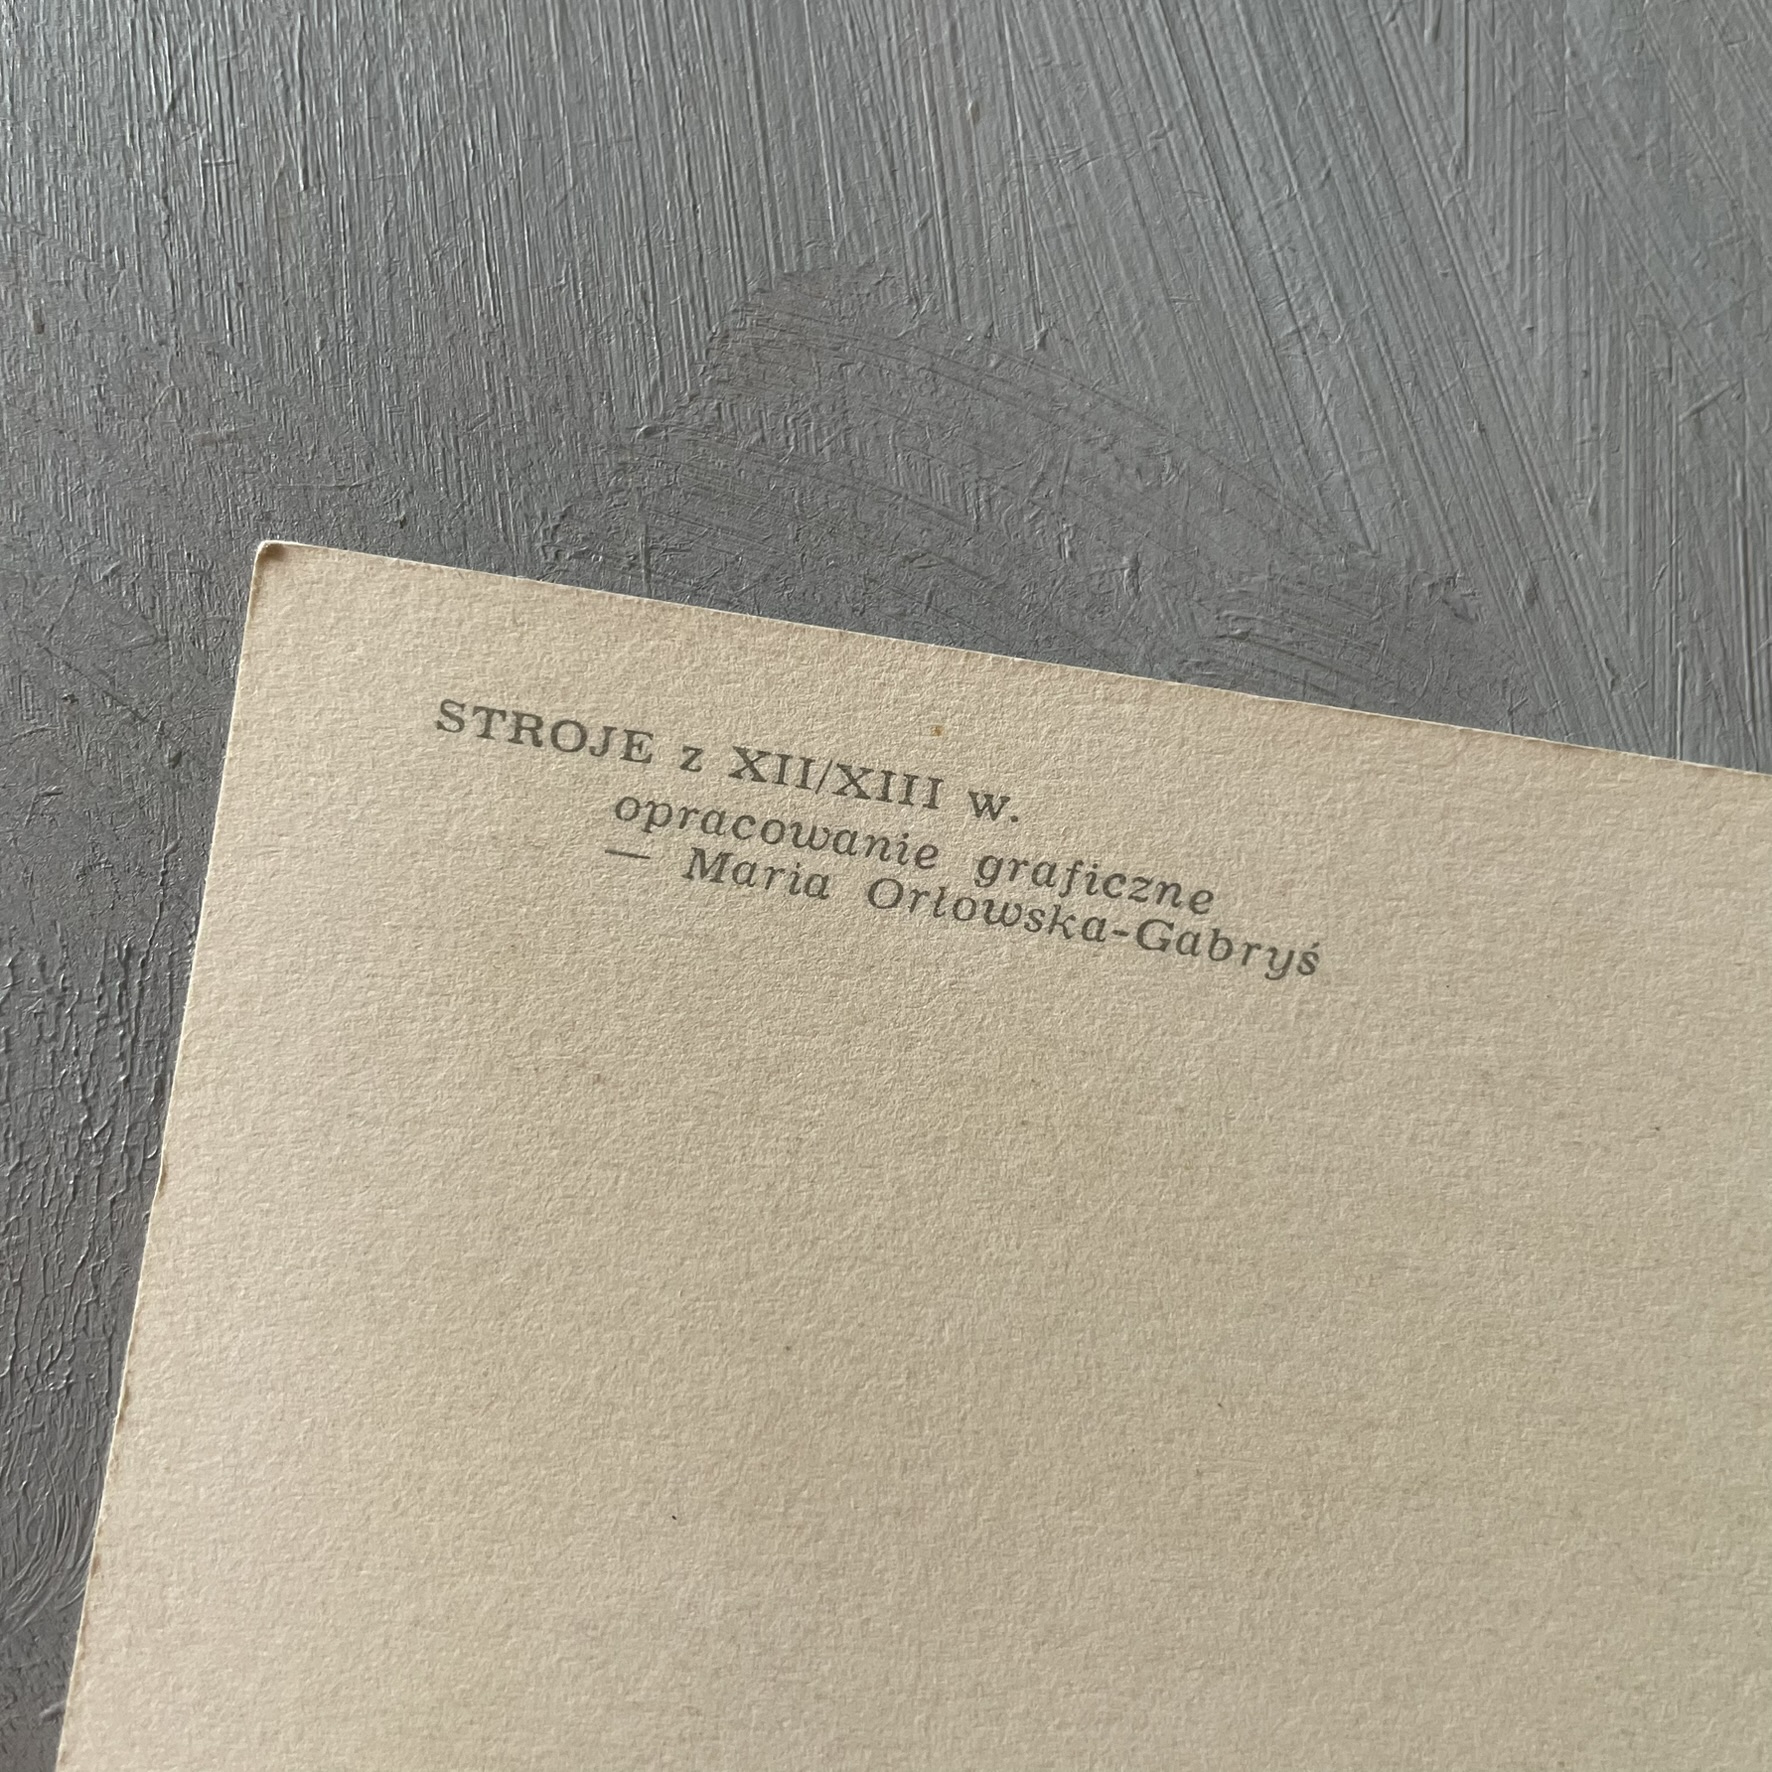 STROJE z XII/XIII w.
opracowanie graficzne
— Maria Orłowska-Gabryś